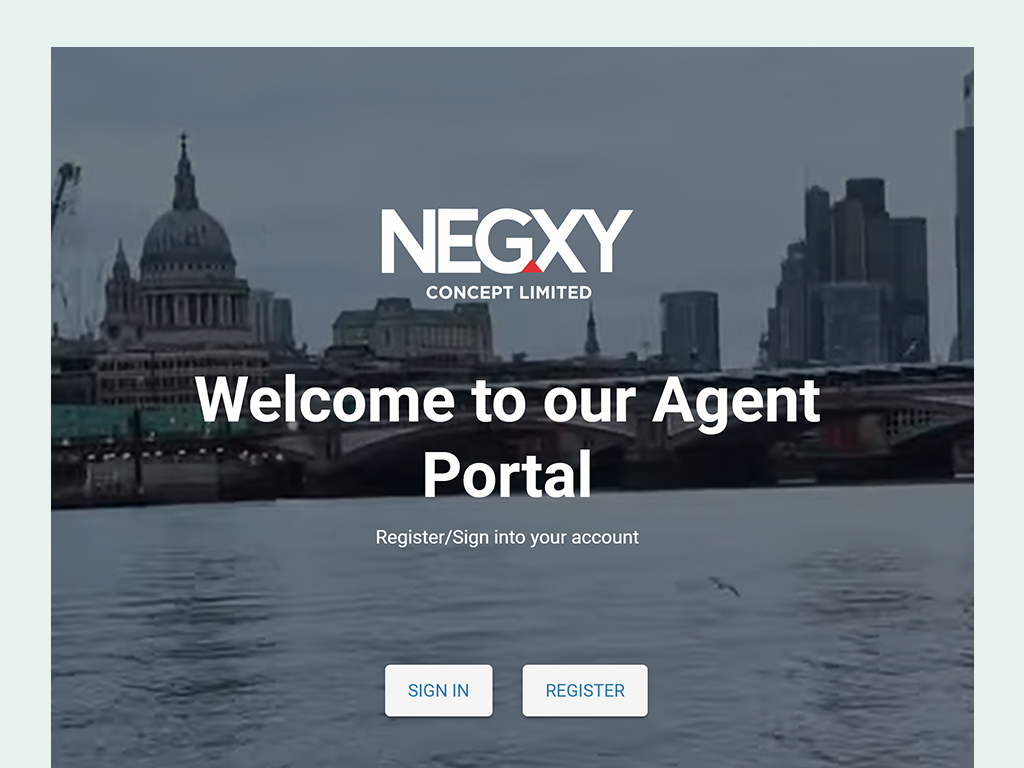 NEGXY
CONCEPT LIMITED
Welcome to our Agent
Portal
Register/Sign into your account
SIGN IN
REGISTER